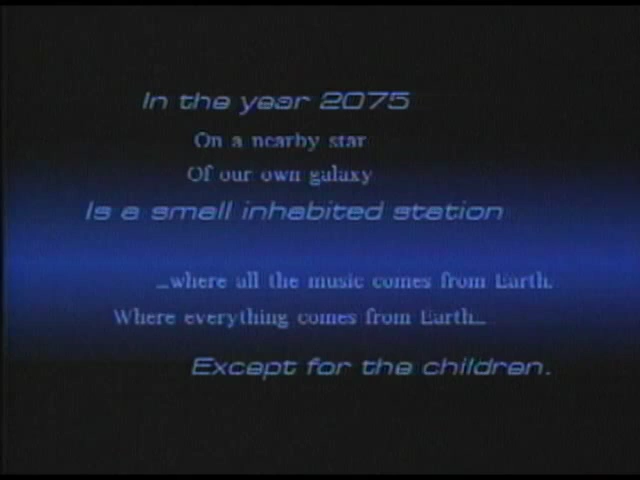 In the year 2075
On a nearby star
Of our own galaxy
Is a small inhabited station
...where all the music comes from Earth.
Where everything comes from Earth...
Except for the children.